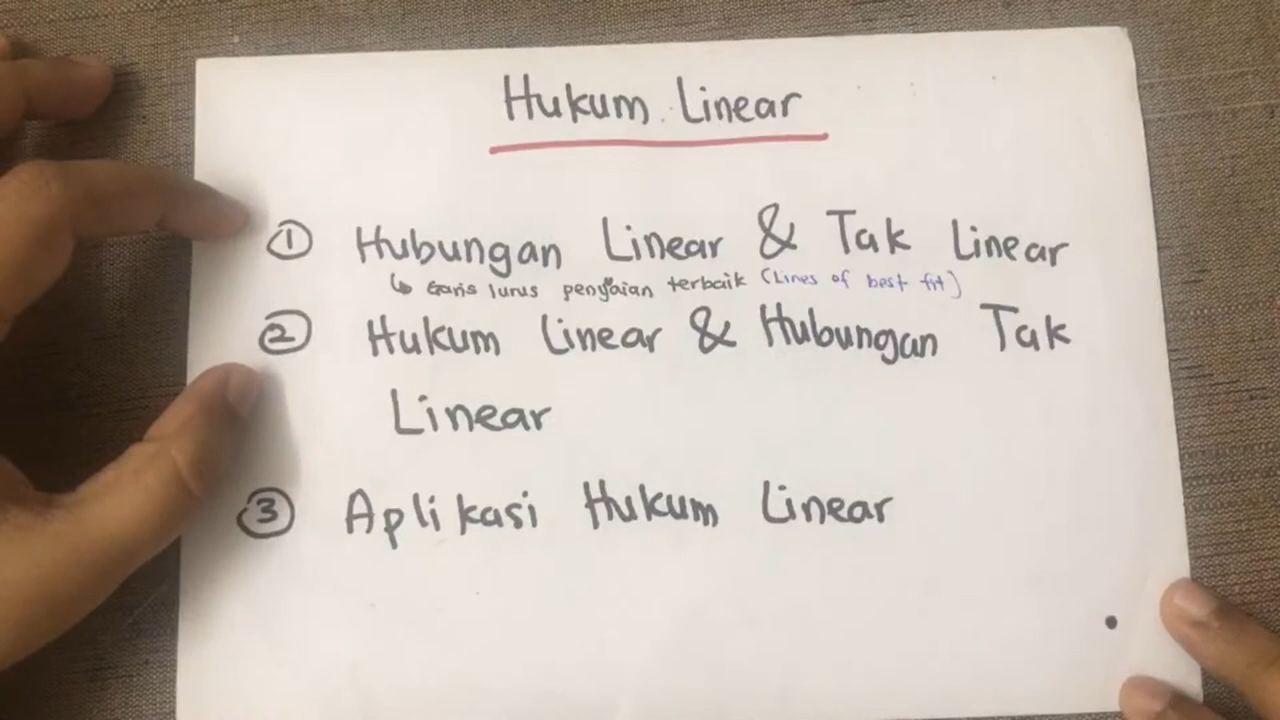 Hukum Linear
① Hubungan Linear & Tak Linear
↳ Garis lurus penyaian terbaik (Lines of best fit)
② Hukum Linear & Hubungan Tak
Linear
③ Aplikasi Hukum Linear